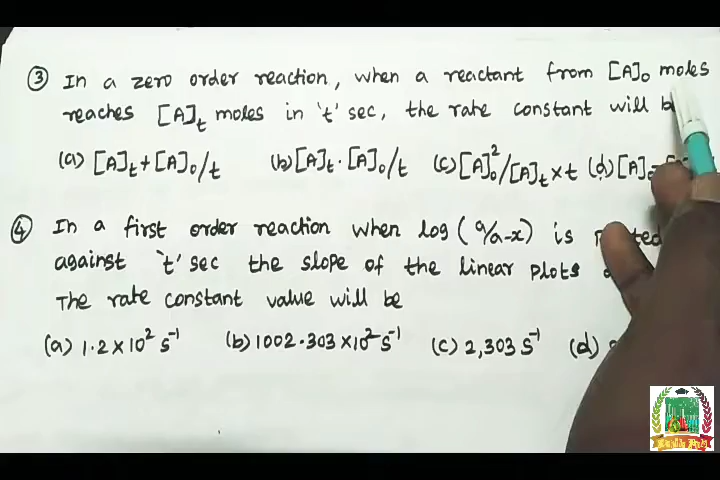 ③ In a zero order reaction, when a reactant from [A]₀ moles
reaches [A]t moles in 't' sec, the rate constant will
(a) [A]t + [A]₀/t (b) [A]t · [A]₀/t (c) [A]₀²/[A]t × t (d) [A]₀
④ In a first order reaction when log (a/a-x) is
against 't' sec the slope of the linear plots
The rate constant value will be
(a) 1.2 × 10² s⁻¹ (b) 1002.303 × 10² s⁻¹ (c) 2,303 s⁻¹ (d)